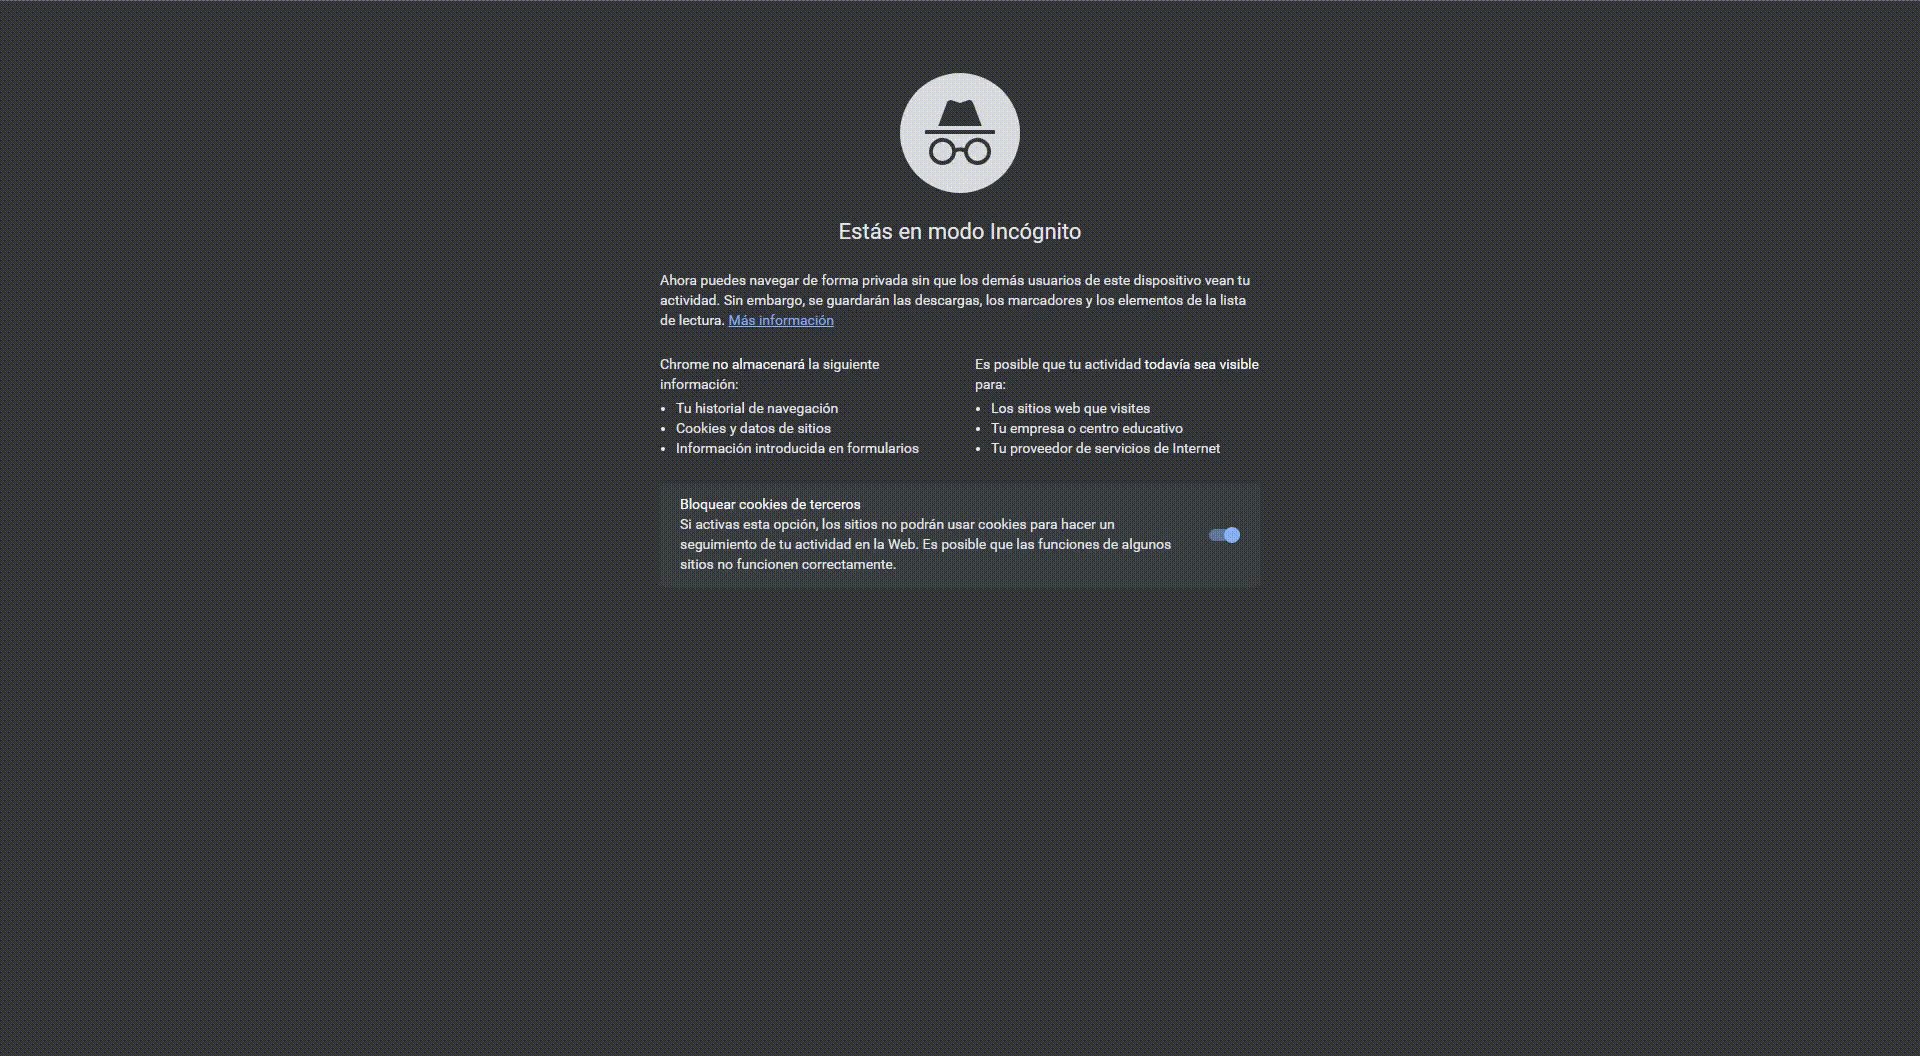 Estás en modo Incógnito
Ahora puedes navegar de forma privada sin que los demás usuarios de este dispositivo vean tu
actividad. Sin embargo, se guardarán las descargas, los marcadores y los elementos de la lista
de lectura. Más información
Chrome no almacenará la siguiente
información:
Tu historial de navegación
Cookies y datos de sitios
Información introducida en formularios
Es posible que tu actividad todavía sea visible
para:
Los sitios web que visites
Tu empresa o centro educativo
Tu proveedor de servicios de Internet
Bloquear cookies de terceros
Si activas esta opción, los sitios no podrán usar cookies para hacer un
seguimiento de tu actividad en la Web. Es posible que las funciones de algunos
sitios no funcionen correctamente.